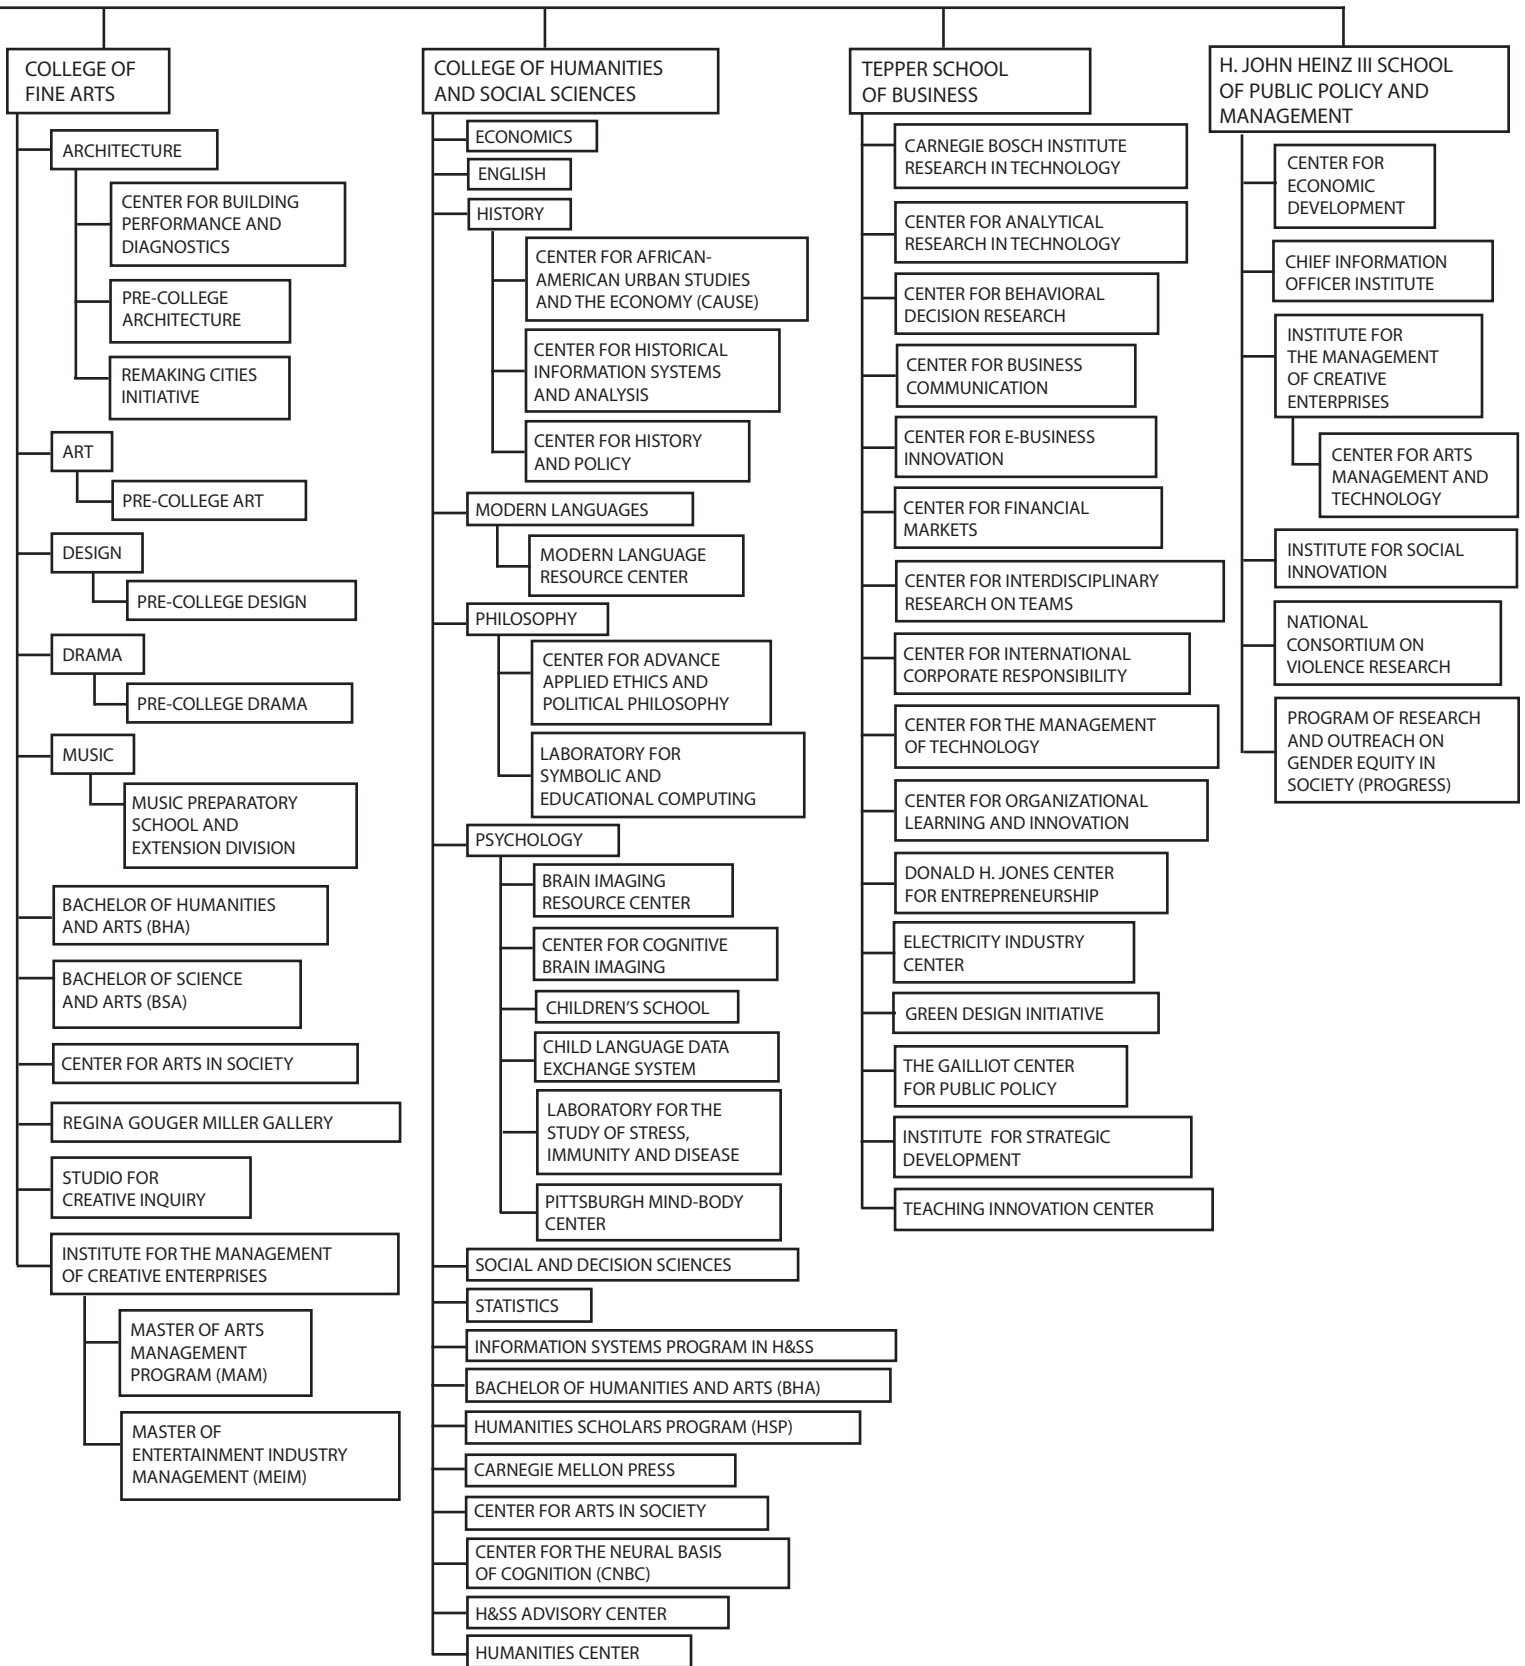 COLLEGE OF
FINE ARTS
ARCHITECTURE
CENTER FOR BUILDING
PERFORMANCE AND
DIAGNOSTICS
PRE-COLLEGE
ARCHITECTURE
REMAKING CITIES
INITIATIVE
ART
PRE-COLLEGE ART
DESIGN
PRE-COLLEGE DESIGN
DRAMA
PRE-COLLEGE DRAMA
MUSIC
MUSIC PREPARATORY
SCHOOL AND
EXTENSION DIVISION
BACHELOR OF HUMANITIES
AND ARTS (BHA)
BACHELOR OF SCIENCE
AND ARTS (BSA)
CENTER FOR ARTS IN SOCIETY
REGINA GOUGER MILLER GALLERY
STUDIO FOR
CREATIVE INQUIRY
INSTITUTE FOR THE MANAGEMENT
OF CREATIVE ENTERPRISES
MASTER OF ARTS
MANAGEMENT
PROGRAM (MAM)
MASTER OF
ENTERTAINMENT INDUSTRY
MANAGEMENT (MEIM)
COLLEGE OF HUMANITIES
AND SOCIAL SCIENCES
ECONOMICS
ENGLISH
HISTORY
CENTER FOR AFRICAN-
AMERICAN URBAN STUDIES
AND THE ECONOMY (CAUSE)
CENTER FOR HISTORICAL
INFORMATION SYSTEMS
AND ANALYSIS
CENTER FOR HISTORY
AND POLICY
MODERN LANGUAGES
MODERN LANGUAGE
RESOURCE CENTER
PHILOSOPHY
CENTER FOR ADVANCE
APPLIED ETHICS AND
POLITICAL PHILOSOPHY
LABORATORY FOR
SYMBOLIC AND
EDUCATIONAL COMPUTING
PSYCHOLOGY
BRAIN IMAGING
RESOURCE CENTER
CENTER FOR COGNITIVE
BRAIN IMAGING
CHILDREN'S SCHOOL
CHILD LANGUAGE DATA
EXCHANGE SYSTEM
LABORATORY FOR THE
STUDY OF STRESS,
IMMUNITY AND DISEASE
PITTSBURGH MIND-BODY
CENTER
SOCIAL AND DECISION SCIENCES
STATISTICS
INFORMATION SYSTEMS PROGRAM IN H&SS
BACHELOR OF HUMANITIES AND ARTS (BHA)
HUMANITIES SCHOLARS PROGRAM (HSP)
CARNEGIE MELLON PRESS
CENTER FOR ARTS IN SOCIETY
CENTER FOR THE NEURAL BASIS
OF COGNITION (CNBC)
H&SS ADVISORY CENTER
HUMANITIES CENTER
TEPPER SCHOOL
OF BUSINESS
CARNEGIE BOSCH INSTITUTE
RESEARCH IN TECHNOLOGY
CENTER FOR ANALYTICAL
RESEARCH IN TECHNOLOGY
CENTER FOR BEHAVIORAL
DECISION RESEARCH
CENTER FOR BUSINESS
COMMUNICATION
CENTER FOR E-BUSINESS
INNOVATION
CENTER FOR FINANCIAL
MARKETS
CENTER FOR INTERDISCIPLINARY
RESEARCH ON TEAMS
CENTER FOR INTERNATIONAL
CORPORATE RESPONSIBILITY
CENTER FOR THE MANAGEMENT
OF TECHNOLOGY
CENTER FOR ORGANIZATIONAL
LEARNING AND INNOVATION
DONALD H. JONES CENTER
FOR ENTREPRENEURSHIP
ELECTRICITY INDUSTRY
CENTER
GREEN DESIGN INITIATIVE
THE GAILLIOT CENTER
FOR PUBLIC POLICY
INSTITUTE FOR STRATEGIC
DEVELOPMENT
TEACHING INNOVATION CENTER
H. JOHN HEINZ III SCHOOL
OF PUBLIC POLICY AND
MANAGEMENT
CENTER FOR
ECONOMIC
DEVELOPMENT
CHIEF INFORMATION
OFFICER INSTITUTE
INSTITUTE FOR
THE MANAGEMENT
OF CREATIVE
ENTERPRISES
CENTER FOR ARTS
MANAGEMENT AND
TECHNOLOGY
INSTITUTE FOR SOCIAL
INNOVATION
NATIONAL
CONSORTIUM ON
VIOLENCE RESEARCH
PROGRAM OF RESEARCH
AND OUTREACH ON
GENDER EQUITY IN
SOCIETY (PROGRESS)